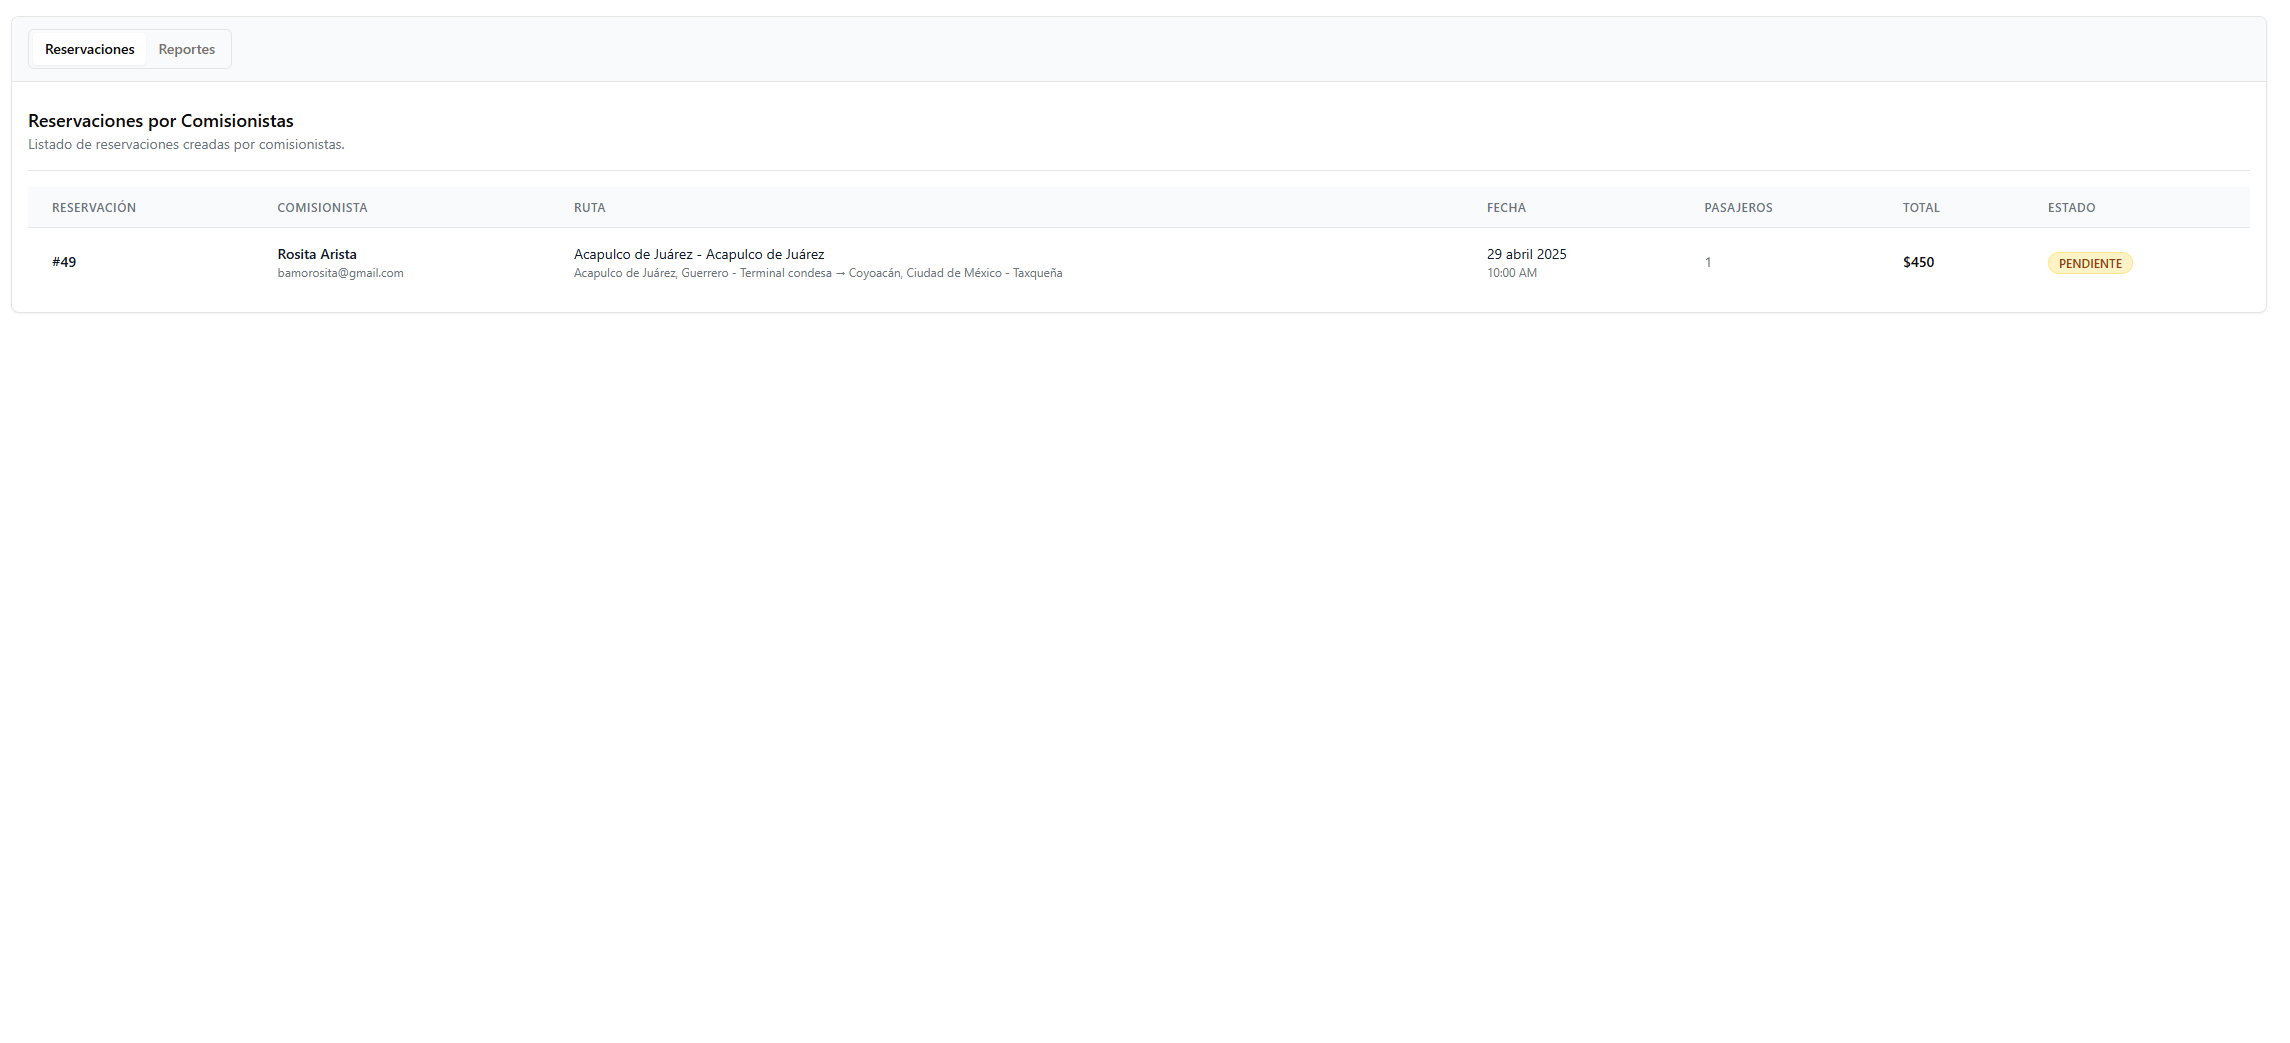 Reservaciones Reportes
Reservaciones por Comisionistas
Listado de reservaciones creadas por comisionistas.
RESERVACIÓN COMISIONISTA RUTA FECHA PASAJEROS TOTAL ESTADO
#49 Rosita Arista Acapulco de Juárez - Acapulco de Juárez 29 abril 2025 1 $450 PENDIENTE
bamorosita@gmail.com Acapulco de Juárez, Guerrero - Terminal condesa → Coyoacán, Ciudad de México - Taxqueña 10:00 AM